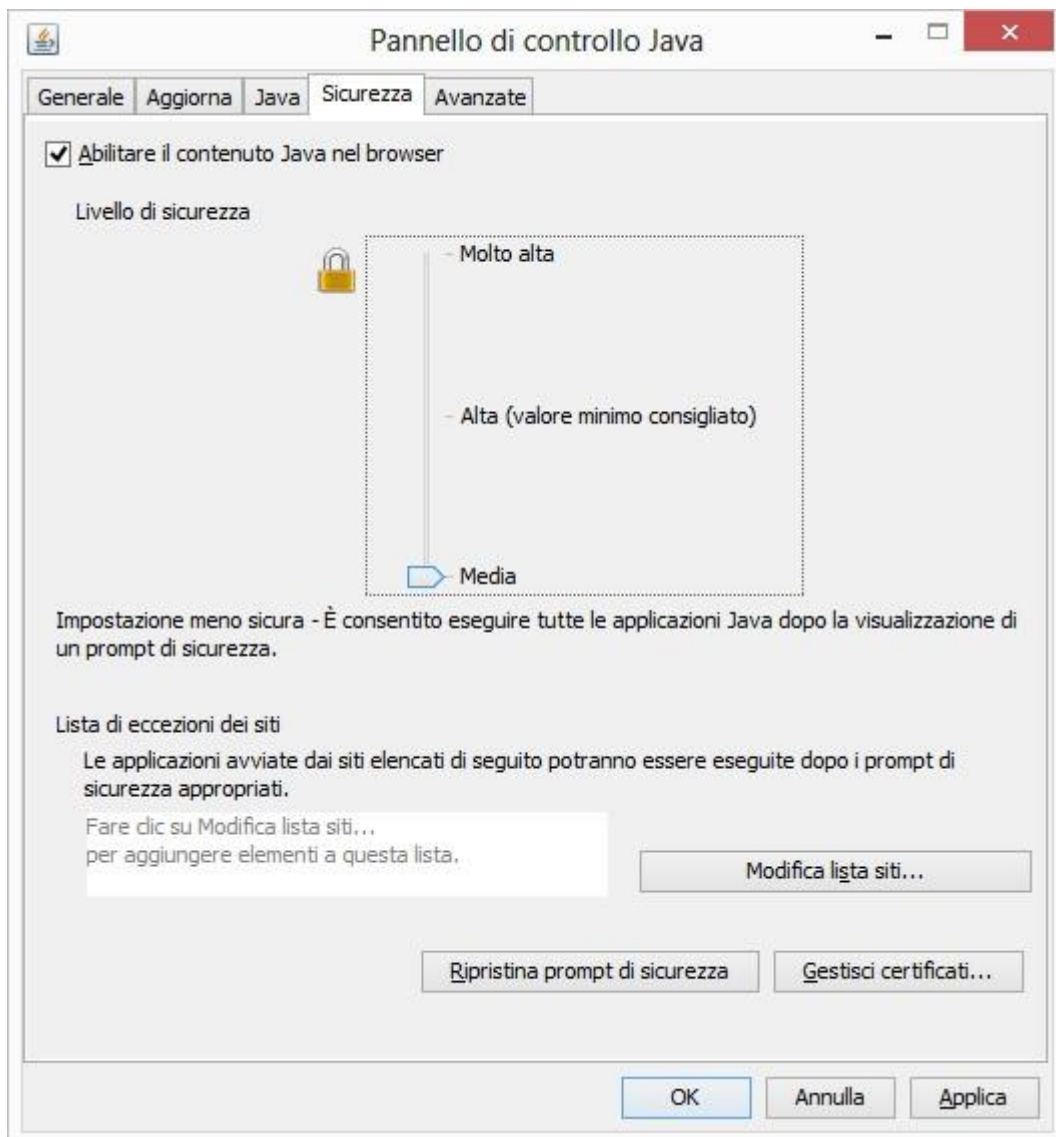 Pannello di controllo Java
Generale Aggiorna Java Sicurezza Avanzate
Abilitare il contenuto Java nel browser
Livello di sicurezza
Molto alta
Alta (valore minimo consigliato)
Media
Impostazione meno sicura - È consentito eseguire tutte le applicazioni Java dopo la visualizzazione di
un prompt di sicurezza.
Lista di eccezioni dei siti
Le applicazioni avviate dai siti elencati di seguito potranno essere eseguite dopo i prompt di
sicurezza appropriati.
Fare clic su Modifica lista siti...
per aggiungere elementi a questa lista.
Modifica lista siti...
Ripristina prompt di sicurezza Gestisci certificati...
OK Annulla Applica